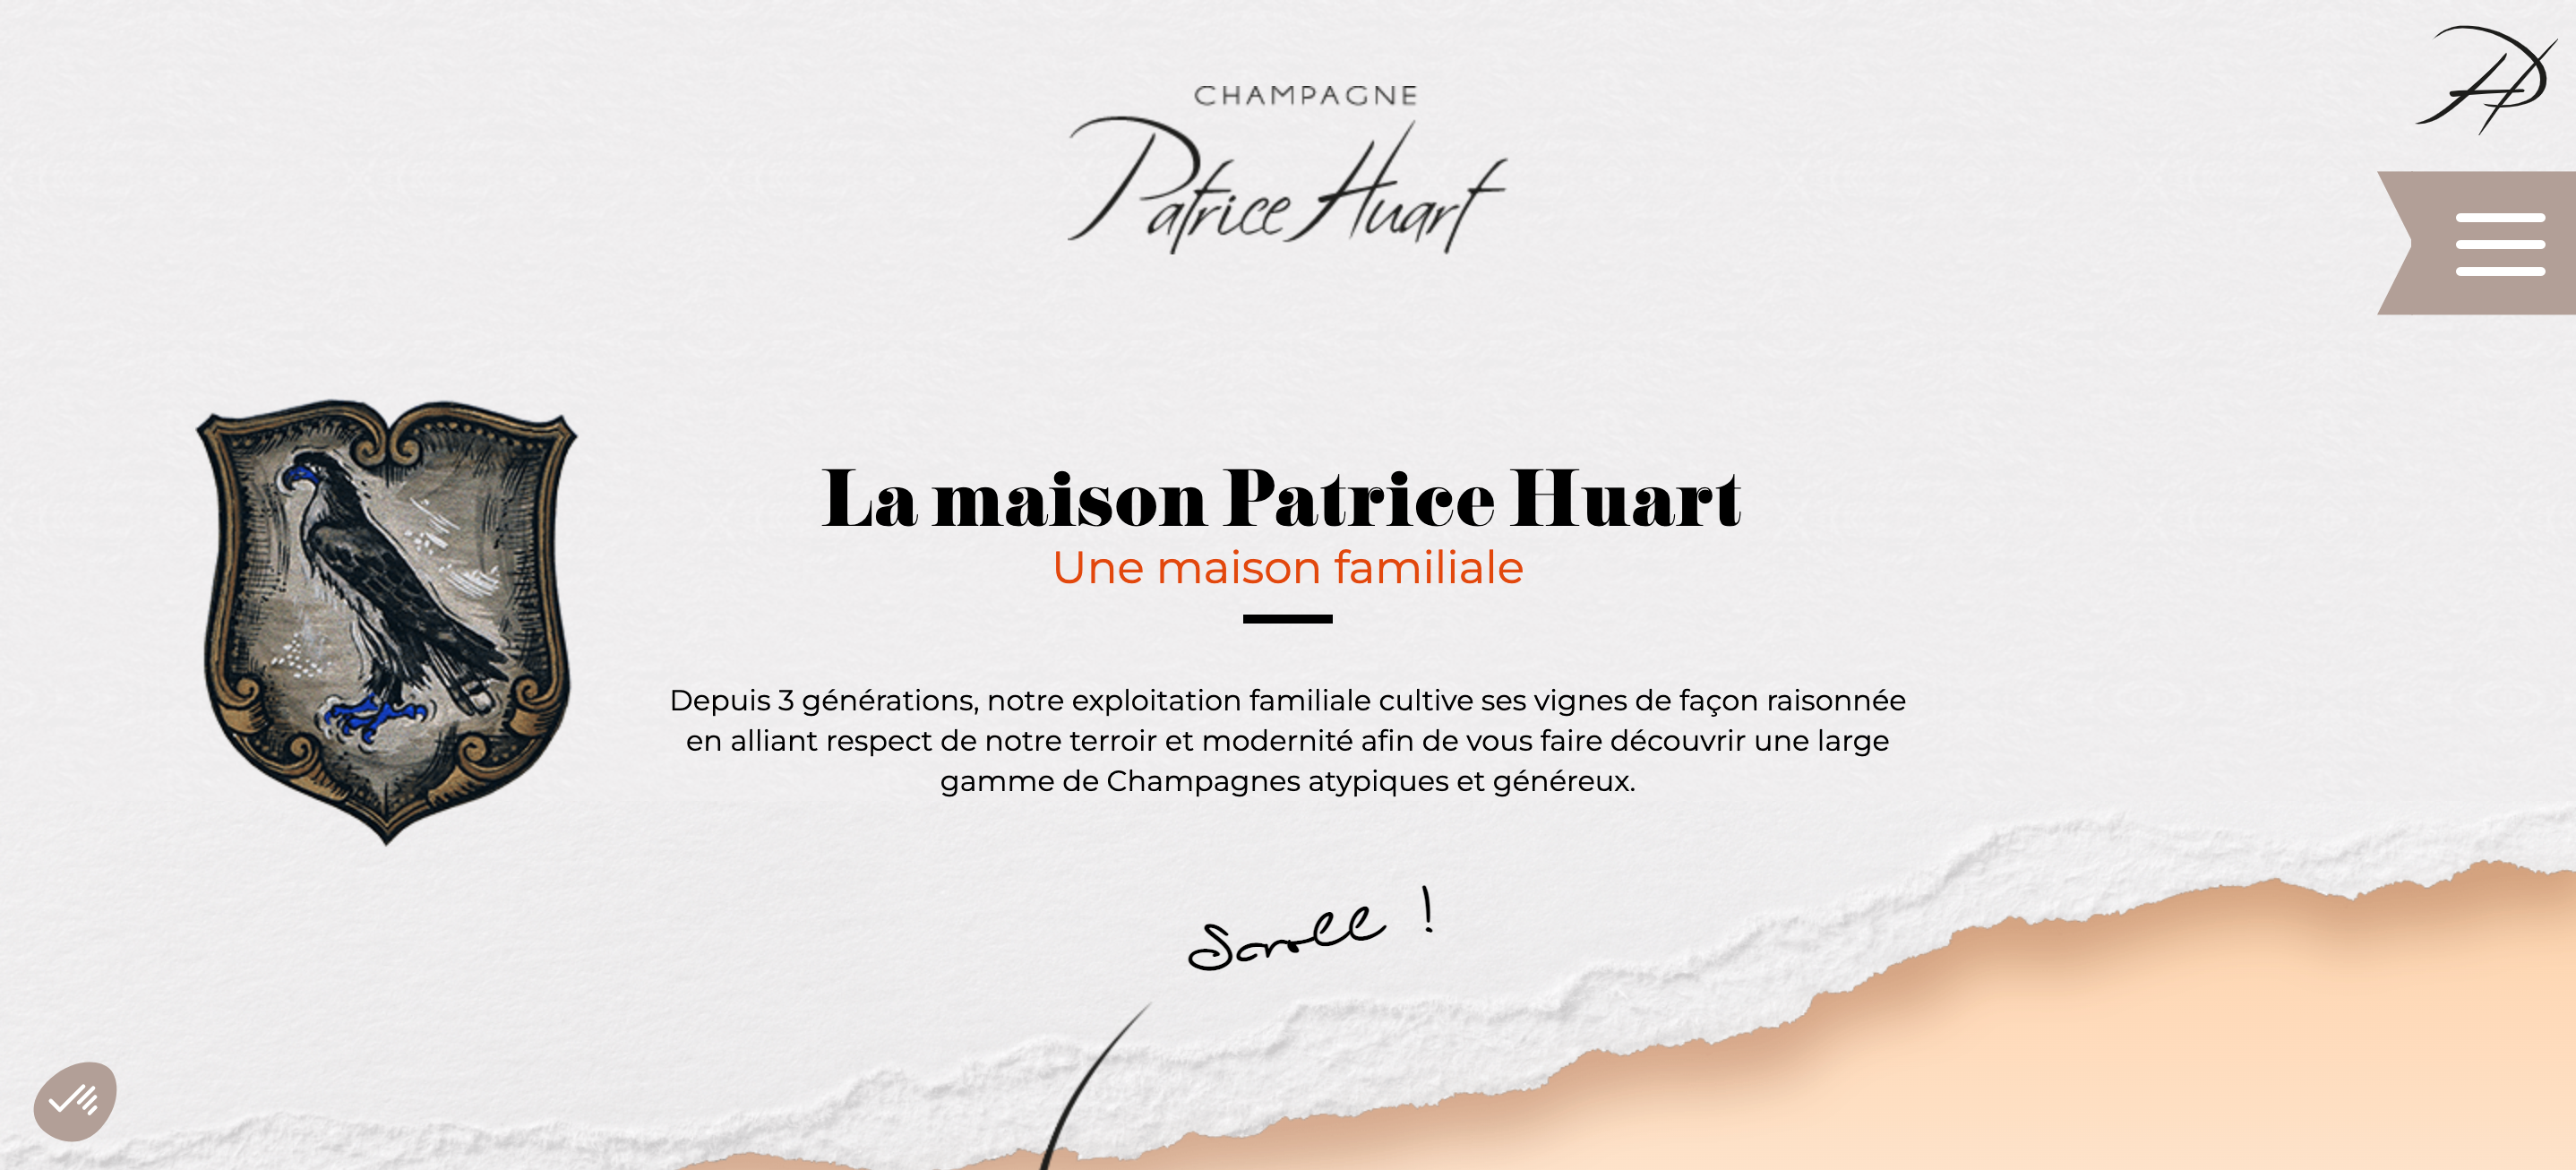 CHAMPAGNE
Patrice Huart
PH
La maison Patrice Huart
Une maison familiale
Depuis 3 générations, notre exploitation familiale cultive ses vignes de façon raisonnée
en alliant respect de notre terroir et modernité afin de vous faire découvrir une large
gamme de Champagnes atypiques et généreux.
Scroll !